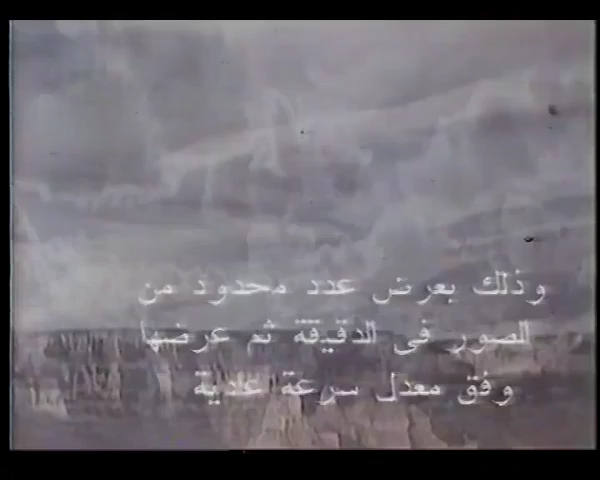 وذلك بعرض عدد محدود من
الصور فى الدقيقة ثم عرضها
وفق معدل سرعة عادية